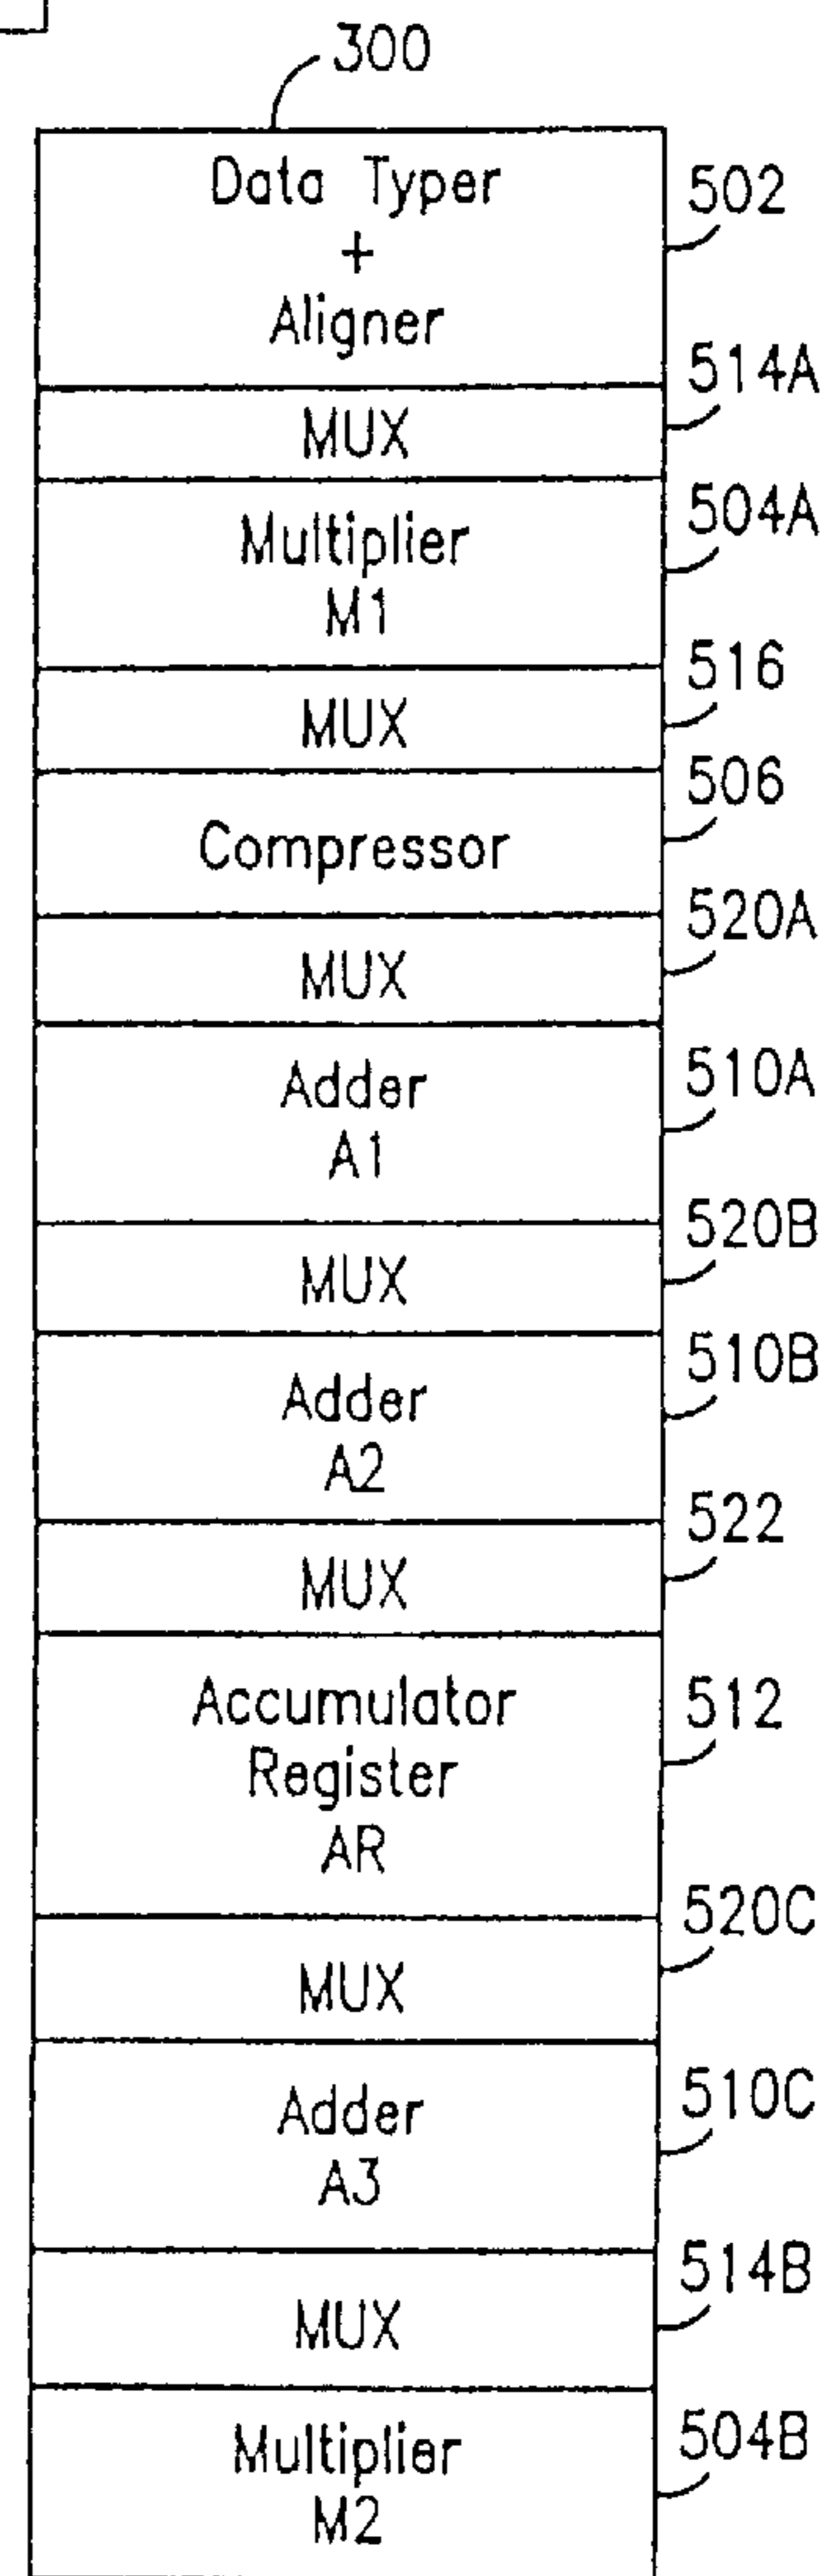 300
Data Typer
+
Aligner
502
MUX
514A
Multiplier
M1
504A
MUX
516
Compressor
506
MUX
520A
Adder
A1
510A
MUX
520B
Adder
A2
510B
MUX
522
Accumulator
Register
AR
512
MUX
520C
Adder
A3
510C
MUX
514B
Multiplier
M2
504B